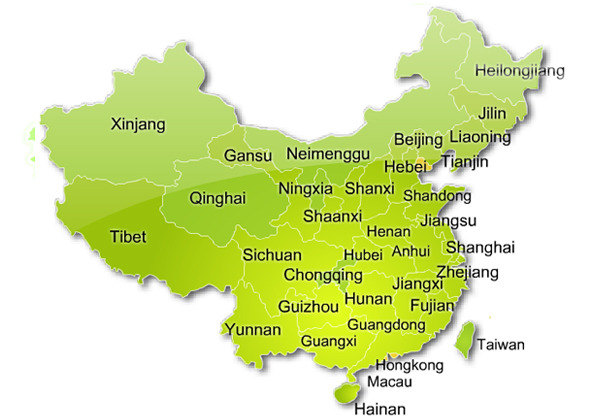 Heilongjiang
Jilin
Xinjang
Beijing
Liaoning
Gansu
Neimenggu
Hebei
Tianjin
Qinghai
Ningxia
Shanxi
Shandong
Shaanxi
Jiangsu
Henan
Tibet
Sichuan
Hubei
Anhui
Shanghai
Chongqing
Zhejiang
Jiangxi
Guizhou
Hunan
Fujian
Yunnan
Guangdong
Guangxi
Taiwan
Hongkong
Macau
Hainan